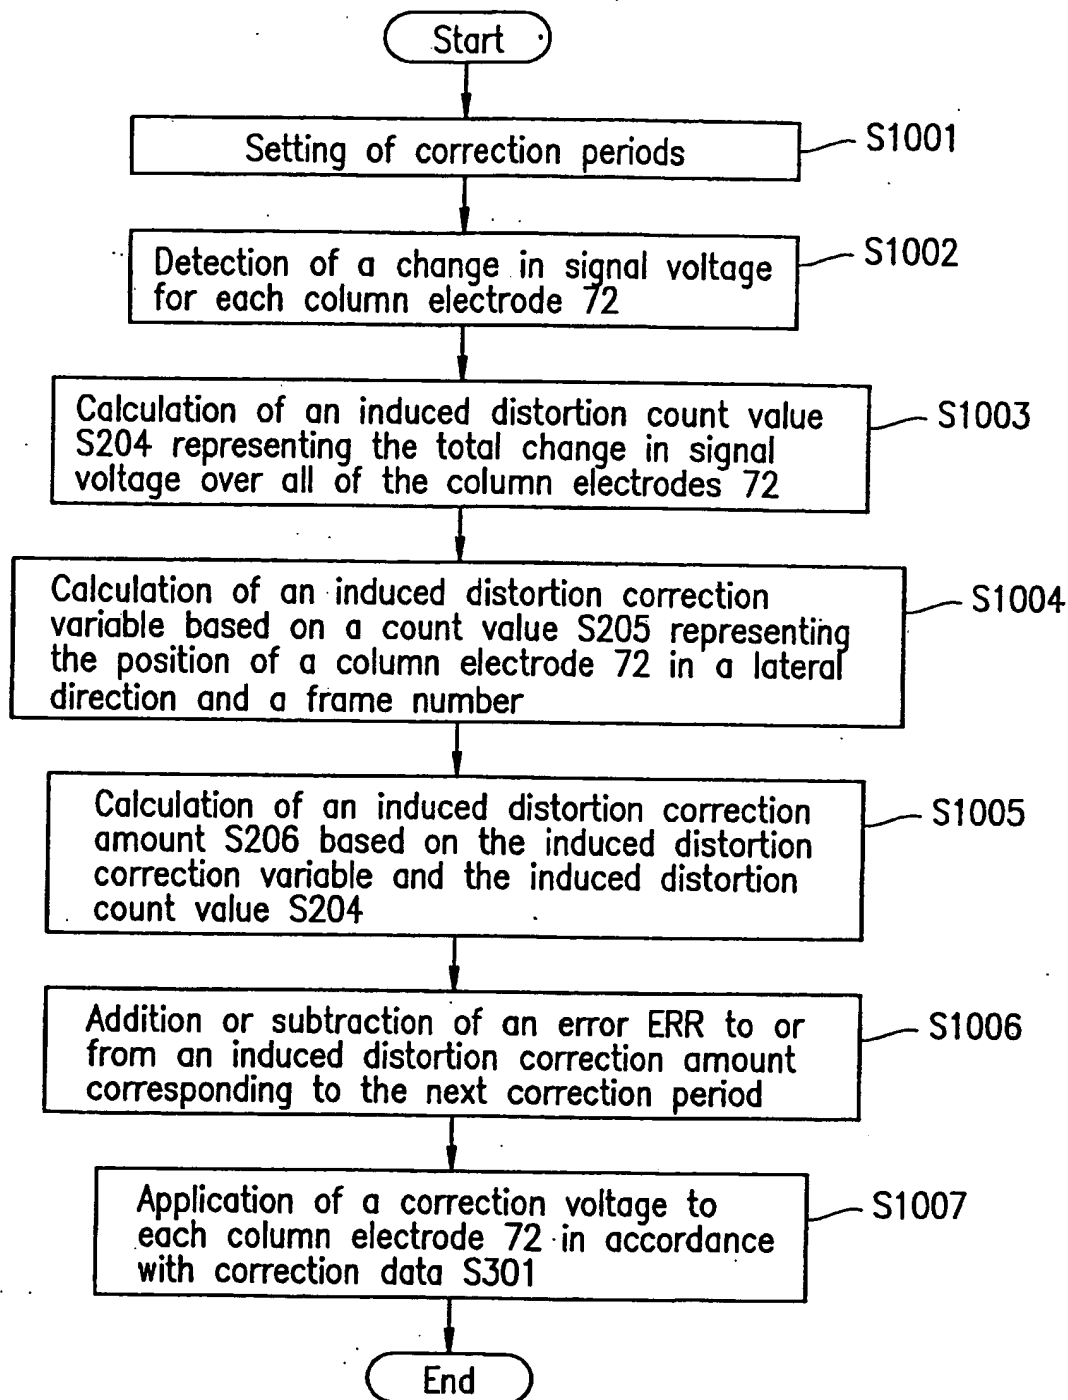 Start
Setting of correction periods
S1001
Detection of a change in signal voltage
for each column electrode 72
S1002
Calculation of an induced distortion count value
S204 representing the total change in signal
voltage over all of the column electrodes 72
S1003
Calculation of an induced distortion correction
variable based on a count value S205 representing
the position of a column electrode 72 in a lateral
direction and a frame number
S1004
Calculation of an induced distortion correction
amount S206 based on the induced distortion
correction variable and the induced distortion
count value S204
S1005
Addition or subtraction of an error ERR to or
from an induced distortion correction amount
corresponding to the next correction period
S1006
Application of a correction voltage to
each column electrode 72 in accordance
with correction data S301
S1007
End